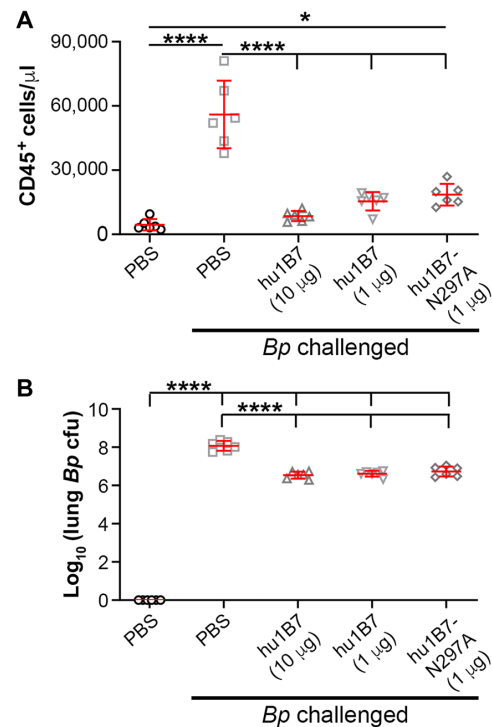 A
*
****
****
CD45⁺ cells/μl
90,000
60,000
30,000
0
PBS
PBS
hu1B7
(10 μg)
hu1B7
(1 μg)
hu1B7-
N297A
(1 μg)
Bp challenged
B
****
****
Log₁₀ (lung Bp cfu)
10
8
6
4
2
0
PBS
PBS
hu1B7
(10 μg)
hu1B7
(1 μg)
hu1B7-
N297A
(1 μg)
Bp challenged